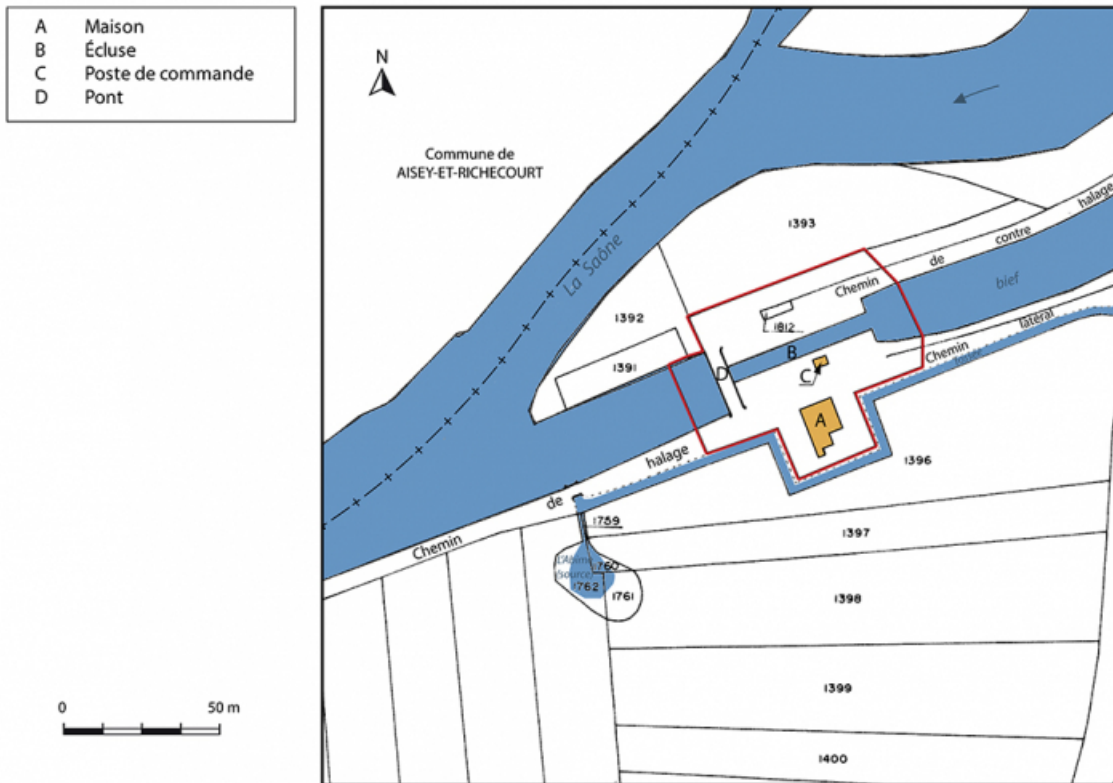 A Maison
B Écluse
C Poste de commande
D Pont
N
Commune de
AISEY-ET-RICHECOURT
La Saône
1393
Chemin de contre halage
bief
1392
1812
1391
B
D
C
Chemin latéral
A
1396
Chemin de halage
1759
1397
L'Abîme
(source)
1760
1762
1761
1398
1399
1400
0 50 m